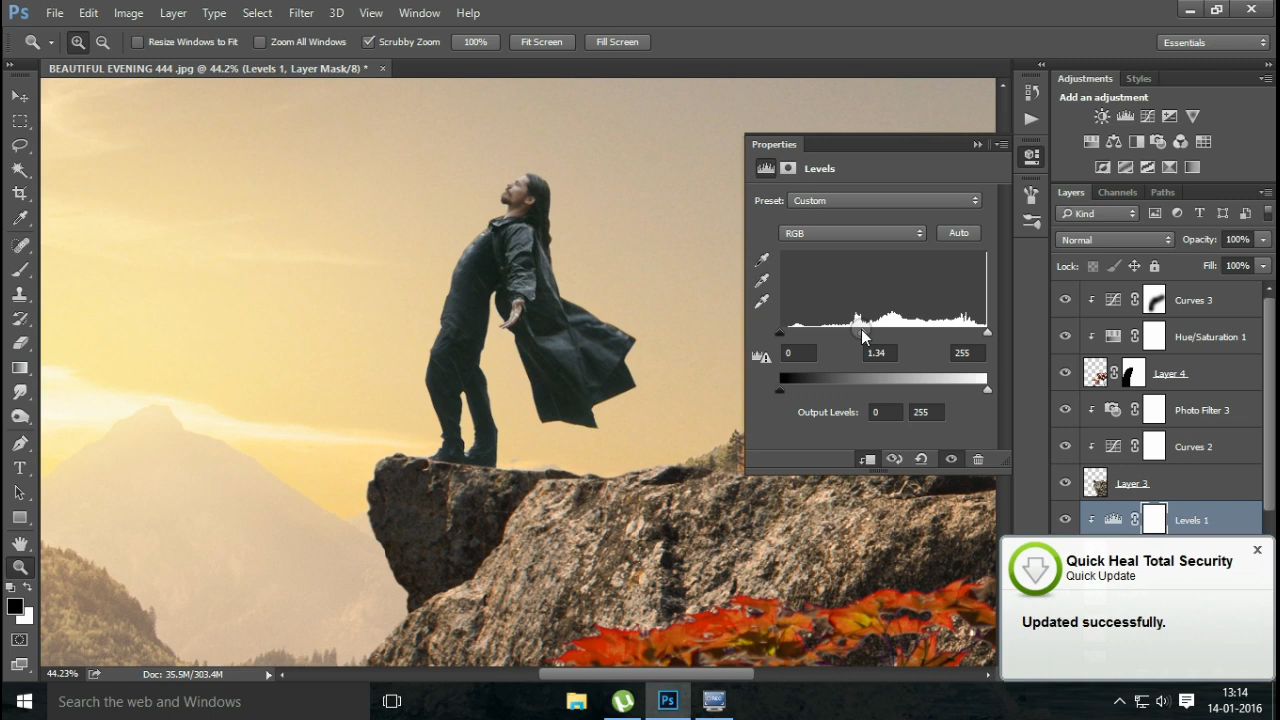 Ps File Edit Image Layer Type Select Filter 3D View Window Help
Resize Windows to Fit Zoom All Windows Scrubby Zoom 100% Fit Screen Fill Screen Essentials
BEAUTIFUL EVENING 444 .jpg @ 44.2% (Levels 1, Layer Mask/8) * ×
Adjustments Styles
Add an adjustment
Properties
Levels
Preset: Custom
RGB Auto
0 1.34 255
Output Levels: 0 255
Layers Channels Paths
Kind
Normal Opacity: 100%
Lock: Fill: 100%
Curves 3
Hue/Saturation 1
Layer 4
Photo Filter 3
Curves 2
Layer 3
Levels 1
Quick Heal Total Security
Quick Update
Updated successfully.
44.23% Doc: 35.5M/303.4M
Search the web and Windows
Ps
13:14
14-01-2016